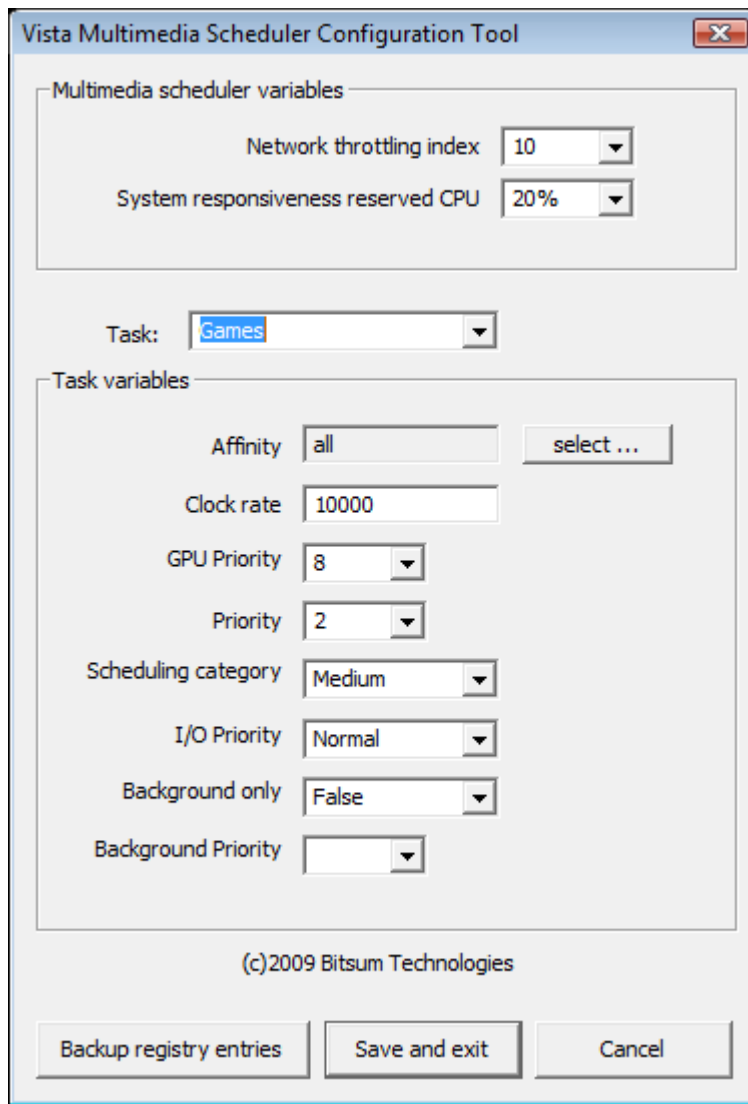 Vista Multimedia Scheduler Configuration Tool
Multimedia scheduler variables
Network throttling index 10
System responsiveness reserved CPU 20%
Task: Games
Task variables
Affinity all select ...
Clock rate 10000
GPU Priority 8
Priority 2
Scheduling category Medium
I/O Priority Normal
Background only False
Background Priority
(c)2009 Bitsum Technologies
Backup registry entries Save and exit Cancel